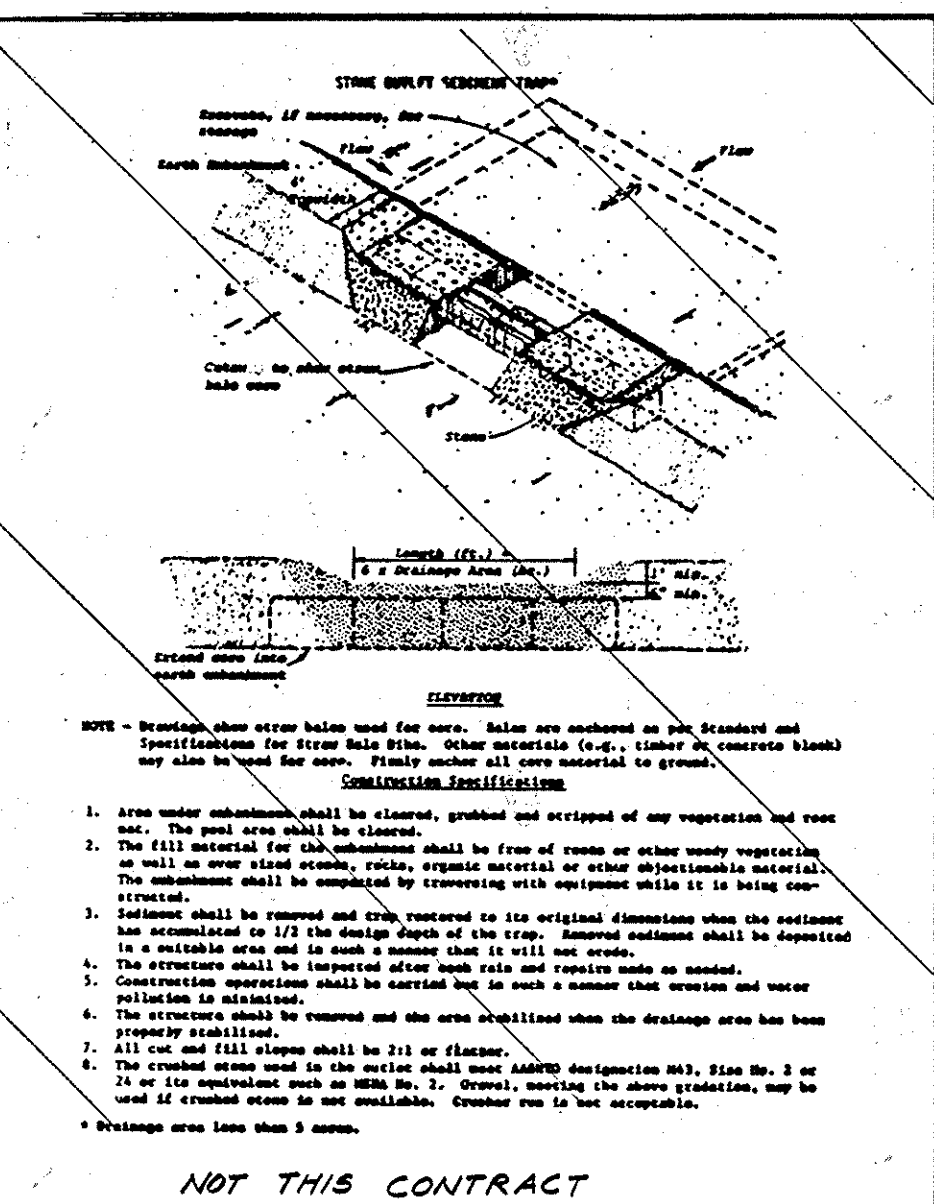 STONE OUTLET SEDIMENT TRAP*
Excavate, if necessary, for
storage
Flow
Flow
Earth Embankment
6'
Topwidth
to show straw
bale core
Stone
Length (ft.) =
6 x Drainage Area (Ac.)
1' min.
6" min.
Extend core into
earth embankment
ELEVATION
NOTE - Drawings show straw bales used for core. Bales are anchored as per Standard and
Specifications for Straw Bale Dike. Other materials (e.g., timber or concrete block)
may also be used for core. Firmly anchor all core material to ground.
Construction Specifications
1. Area under embankment shall be cleared, grubbed and stripped of any vegetation and root
mat. The pool area shall be cleared.
2. The fill material for the embankment shall be free of roots or other woody vegetation
as well as over sized stones, rocks, organic material or other objectionable material.
The embankment shall be compacted by traversing with equipment while it is being con-
structed.
3. Sediment shall be removed and trap restored to its original dimensions when the sediment
has accumulated to 1/2 the design depth of the trap. Removed sediment shall be deposited
in a suitable area and in such a manner that it will not erode.
4. The structure shall be inspected after each rain and repairs made as needed.
5. Construction operations shall be carried out in such a manner that erosion and water
pollution is minimized.
6. The structure shall be removed and the area stabilized when the drainage area has been
properly stabilized.
7. All cut and fill slopes shall be 2:1 or flatter.
8. The crushed stone used in the outlet shall meet AASHTO designation M43, Size No. 2 or
24 or its equivalent such as MSHA No. 2. Gravel, meeting the above gradation, may be
used if crushed stone is not available. Crusher run is not acceptable.
* Drainage area less than 5 acres.
NOT THIS CONTRACT